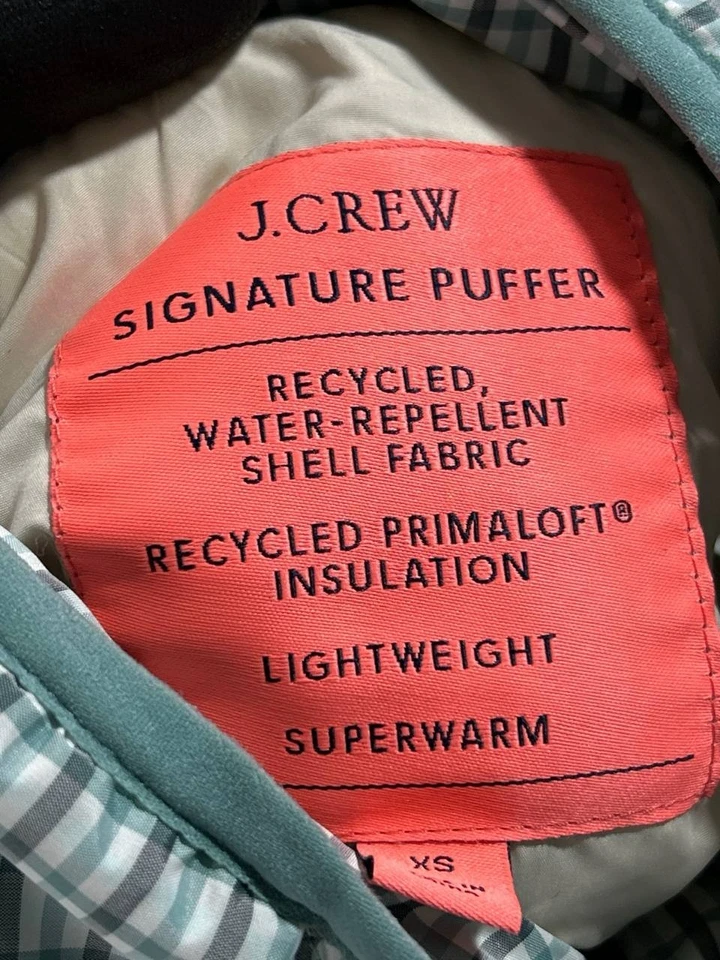 J.CREW
SIGNATURE PUFFER
RECYCLED,
WATER-REPELLENT
SHELL FABRIC
RECYCLED PRIMALOFT®
INSULATION
LIGHTWEIGHT
SUPERWARM
XS